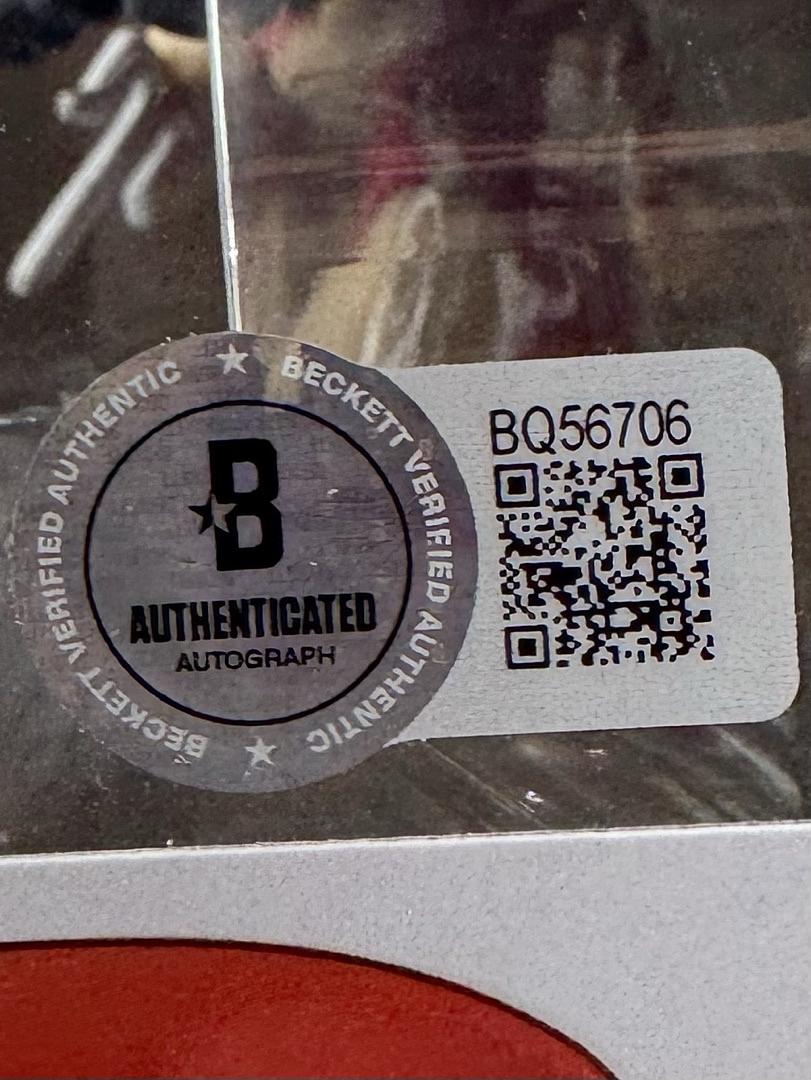 BECKETT VERIFIED AUTHENTIC
BECKETT VERIFIED AUTHENTIC
B
AUTHENTICATED
AUTOGRAPH
BQ56706